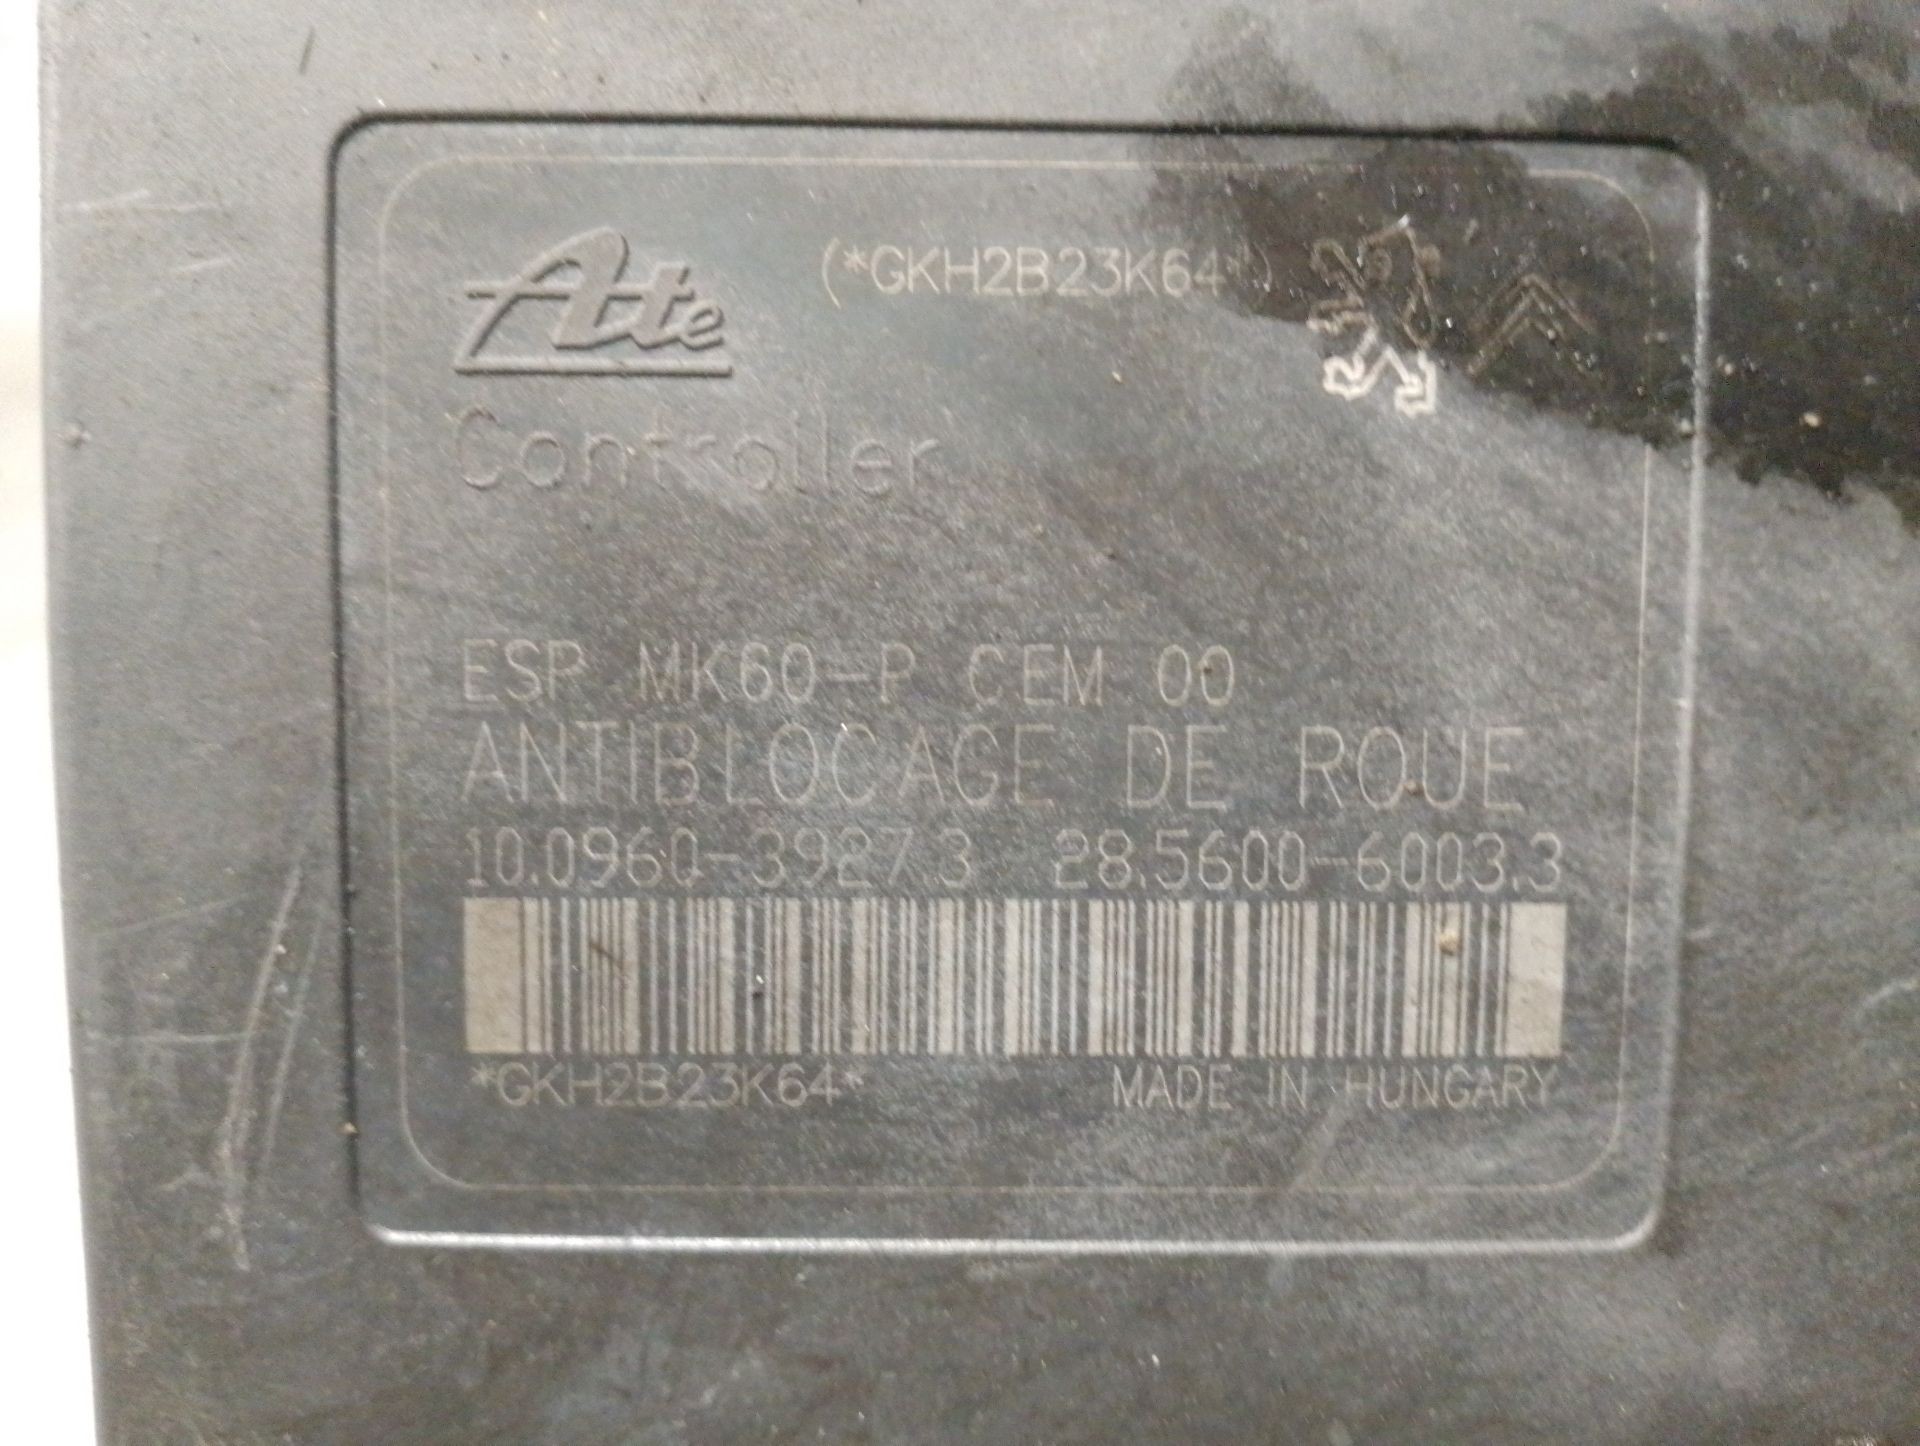 Ate (*GKH2B23K64*)
Controller
ESP MK60-P CEM 00
ANTIBLOCAGE DE ROUE
10.0960-3927.3 28.5600-6003.3
*GKH2B23K64* MADE IN HUNGARY